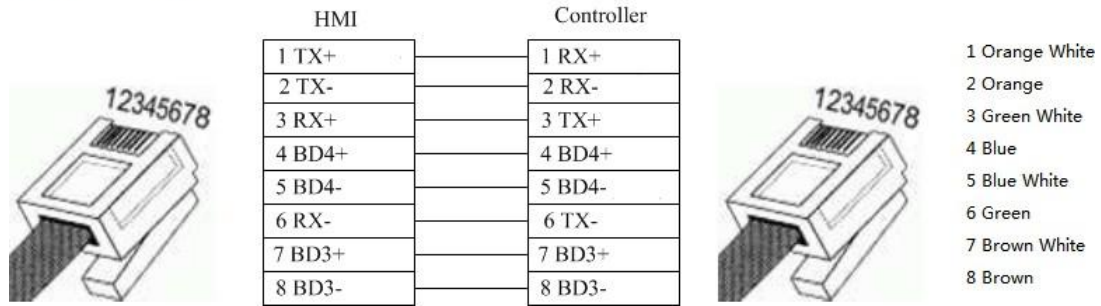 HMI
Controller
12345678
1 TX+
1 RX+
2 TX-
2 RX-
3 RX+
3 TX+
4 BD4+
4 BD4+
5 BD4-
5 BD4-
6 RX-
6 TX-
7 BD3+
7 BD3+
8 BD3-
8 BD3-
12345678
1 Orange White
2 Orange
3 Green White
4 Blue
5 Blue White
6 Green
7 Brown White
8 Brown